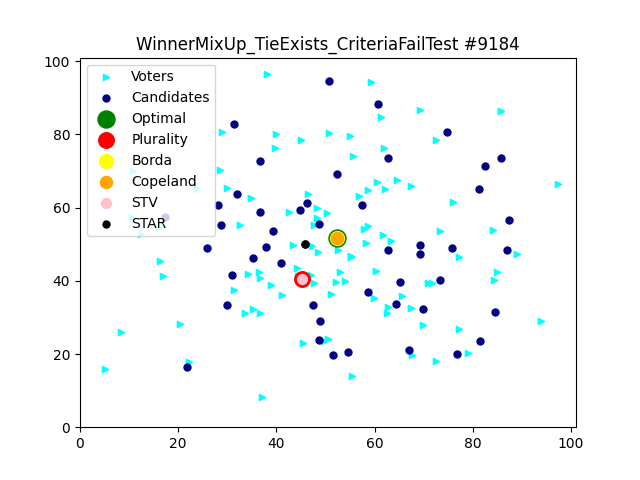 WinnerMixUp_TieExists_CriteriaFailTest #9184
100
80
60
40
20
0
Voters
Candidates
Optimal
Plurality
Borda
Copeland
STV
STAR
0 20 40 60 80 100